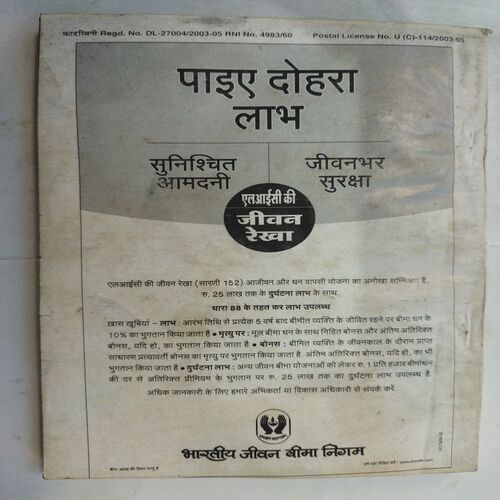 कादम्बिनी Regd. No. DL-27004/2003-05 RNI No. 4983/60 Postal License No. U (C)-114/2003-05
पाइए दोहरा
लाभ
सुनिश्चित जीवनभर
आमदनी सुरक्षा
एलआईसी की
जीवन
रेखा
एलआईसी की जीवन रेखा (सारणी 152) आजीवन और धन वापसी योजना का अनोखा सम्मिश्रण है,
रु. 25 लाख तक के दुर्घटना लाभ के साथ.
धारा 88 के तहत कर लाभ उपलब्ध
ख़ास खूबियां – लाभ : आरंभ तिथि से प्रत्येक 5 वर्ष बाद बीमीत व्यक्ति के जीवित रहने पर बीमा धन के
10% का भुगतान किया जाता है • मृत्यु पर : मूल बीमा धन के साथ निहित बोनस और अंतिम अतिरिक्त
बोनस, यदि हो, का भुगतान किया जाता है • बोनस : बीमित व्यक्ति के जीवनकाल के दौरान प्राप्त
साधारण प्रत्यावर्ती बोनस का मृत्यु पर भुगतान किया जाता है. अंतिम अतिरिक्त बोनस, यदि हो, का भी
भुगतान किया जाता है • दुर्घटना लाभ : अन्य जीवन बीमा योजनाओं को लेकर रु. 1 प्रति हजार बीमाधन
की दर से अतिरिक्त प्रीमियम के भुगतान पर रु. 25 लाख तक का दुर्घटना लाभ उपलब्ध है.
अधिक जानकारी के लिए हमारे अभिकर्ता या विकास अधिकारी से संपर्क करें.
भारतीय जीवन बीमा निगम
बीमा आग्रह की विषय वस्तु है